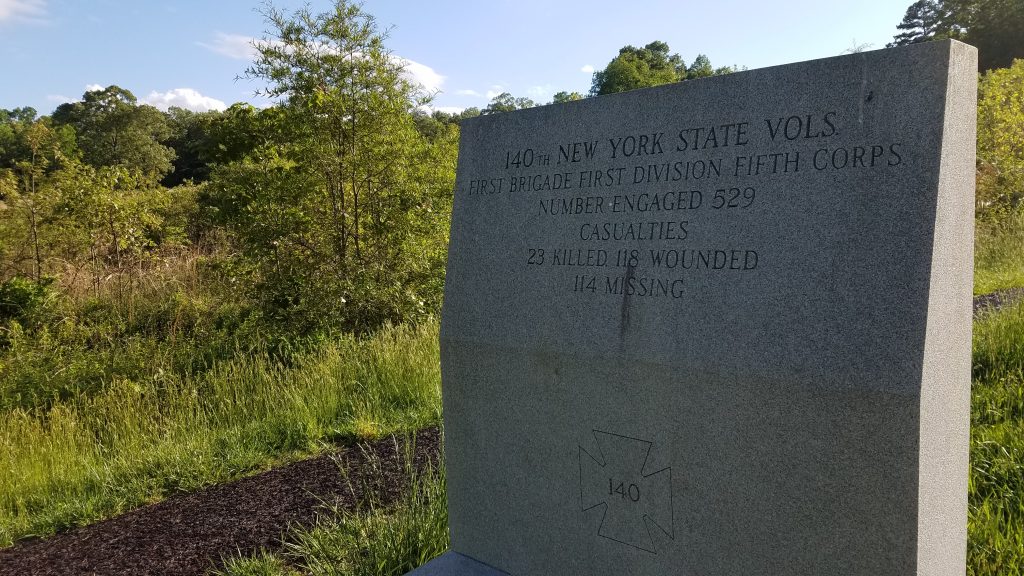 140TH NEW YORK STATE VOLS.
FIRST BRIGADE FIRST DIVISION FIFTH CORPS
NUMBER ENGAGED 529
CASUALTIES
23 KILLED 118 WOUNDED
114 MISSING
140